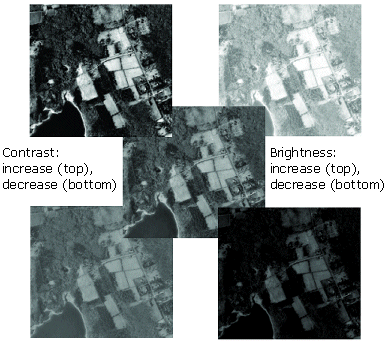 Contrast:
increase (top),
decrease (bottom)
Brightness:
increase (top),
decrease (bottom)